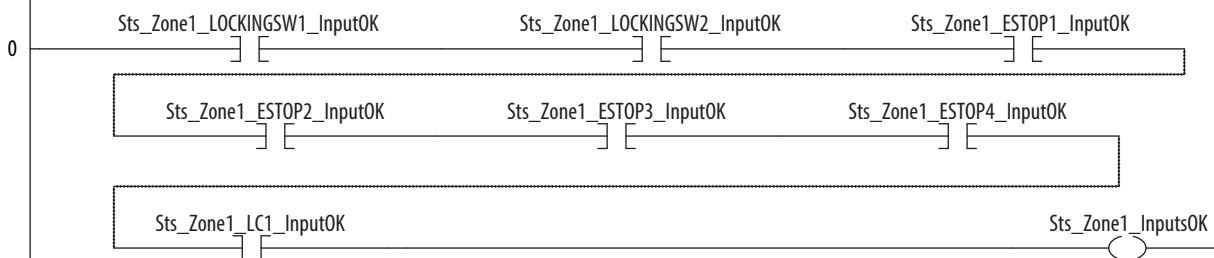 Sts_Zone1_LOCKINGSW1_InputOK Sts_Zone1_LOCKINGSW2_InputOK Sts_Zone1_ESTOP1_InputOK
0
Sts_Zone1_ESTOP2_InputOK Sts_Zone1_ESTOP3_InputOK Sts_Zone1_ESTOP4_InputOK
Sts_Zone1_LC1_InputOK Sts_Zone1_InputsOK